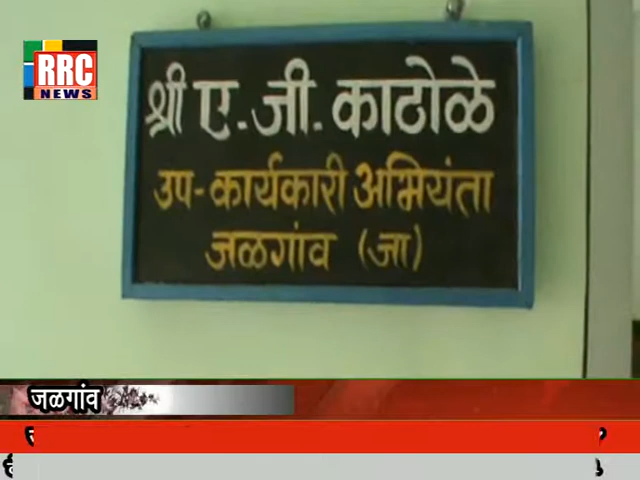 RRC
NEWS
श्री ए.जी. काठोळे
उप-कार्यकारी अभियंता
जळगांव (जा)
जळगांव